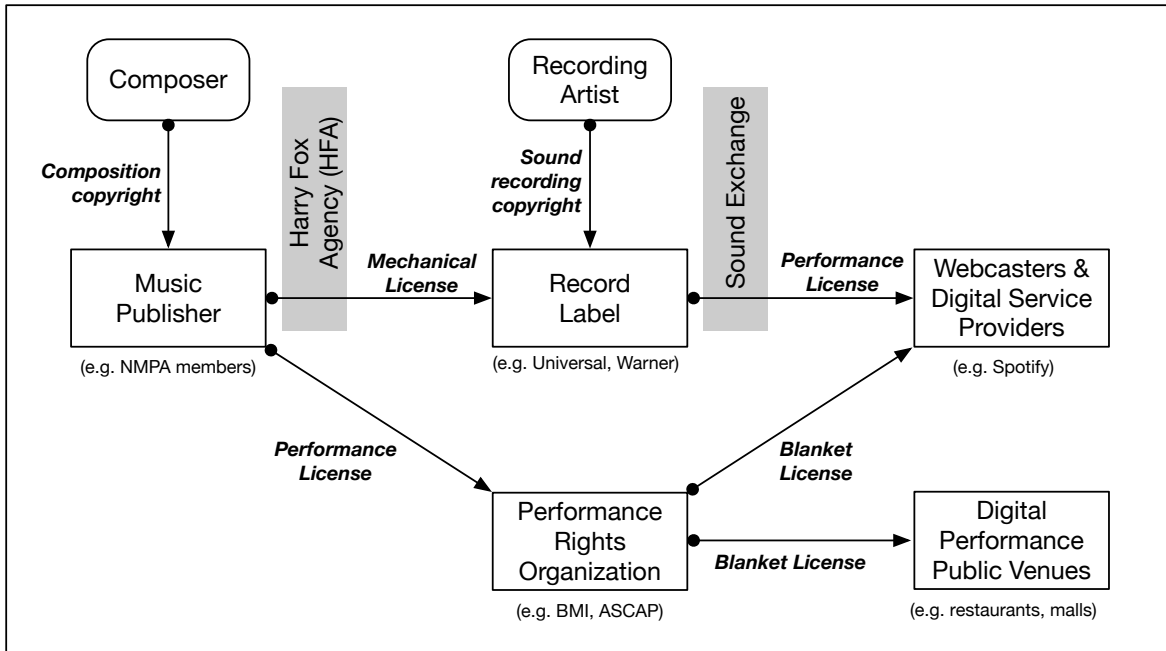 Composer
Recording
Artist
Composition
copyright
Harry Fox
Agency (HFA)
Sound
recording
copyright
Sound Exchange
Music
Publisher
(e.g. NMPA members)
Mechanical
License
Record
Label
(e.g. Universal, Warner)
Performance
License
Webcasters &
Digital Service
Providers
(e.g. Spotify)
Performance
License
Blanket
License
Performance
Rights
Organization
(e.g. BMI, ASCAP)
Blanket License
Digital
Performance
Public Venues
(e.g. restaurants, malls)